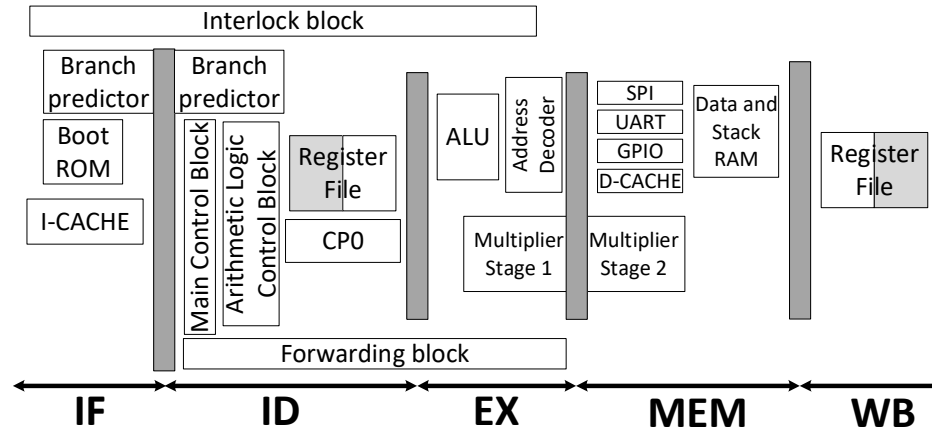 Interlock block
Branch
predictor
Branch
predictor
Boot
ROM
I-CACHE
Main Control Block
Arithmetic Logic
Control Block
Register
File
CP0
ALU
Address
Decoder
Multiplier
Stage 1
Multiplier
Stage 2
SPI
UART
GPIO
D-CACHE
Data and
Stack
RAM
Register
File
Forwarding block
IF
ID
EX
MEM
WB